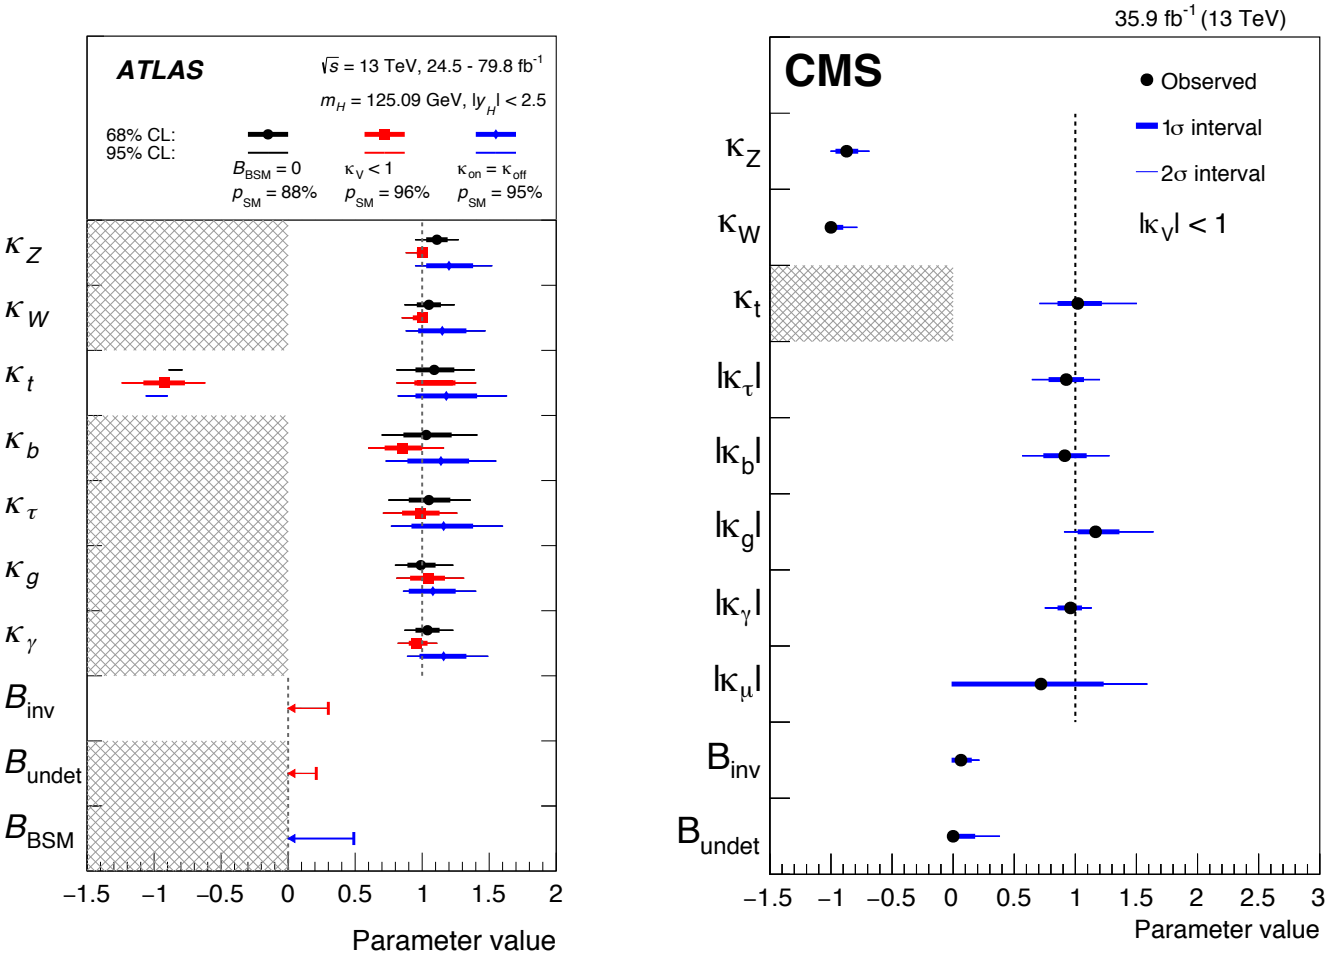 ATLAS
√s = 13 TeV, 24.5 - 79.8 fb⁻¹
m_H = 125.09 GeV, |y_H| < 2.5
68% CL:
95% CL:
B_BSM = 0 κ_V < 1 κ_on = κ_off
p_SM = 88% p_SM = 96% p_SM = 95%
κ_Z
κ_W
κ_t
κ_b
κ_τ
κ_g
κ_γ
B_inv
B_undet
B_BSM
−1.5 −1 −0.5 0 0.5 1 1.5 2
Parameter value
35.9 fb⁻¹ (13 TeV)
CMS
Observed
1σ interval
2σ interval
|κ_V| < 1
κ_Z
κ_W
κ_t
|κ_τ|
|κ_b|
|κ_g|
|κ_γ|
|κ_μ|
B_inv
B_undet
−1.5 −1 −0.5 0 0.5 1 1.5 2 2.5 3
Parameter value